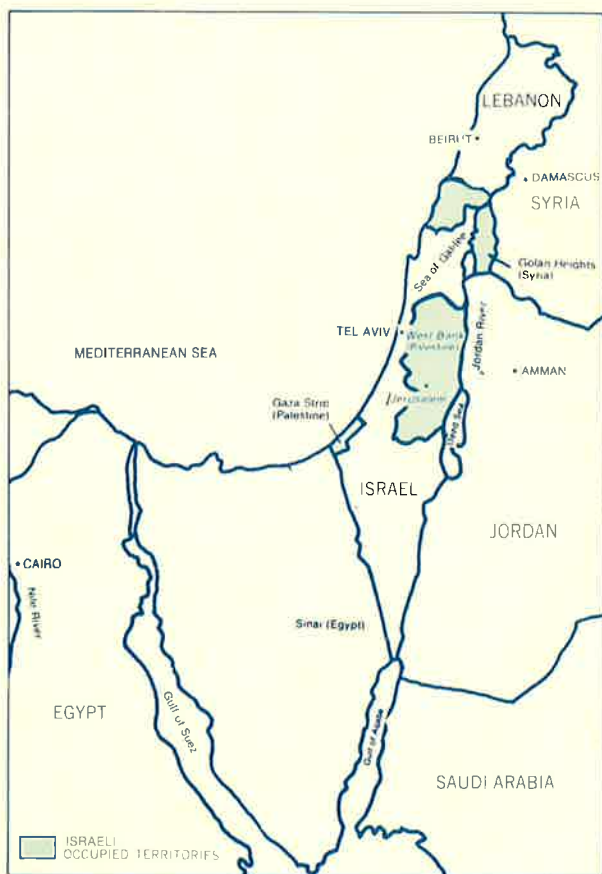 LEBANON
BEIRUT
DAMASCUS
SYRIA
Sea of Galilee
Golan Heights
(Syria)
TEL AVIV
West Bank
(Palestine)
Jordan River
MEDITERRANEAN SEA
AMMAN
Jerusalem
Gaza Strip
(Palestine)
Dead Sea
ISRAEL
JORDAN
CAIRO
Nile River
Sinai (Egypt)
EGYPT
Gulf of Suez
Gulf of Aqaba
SAUDI ARABIA
ISRAELI
OCCUPIED TERRITORIES